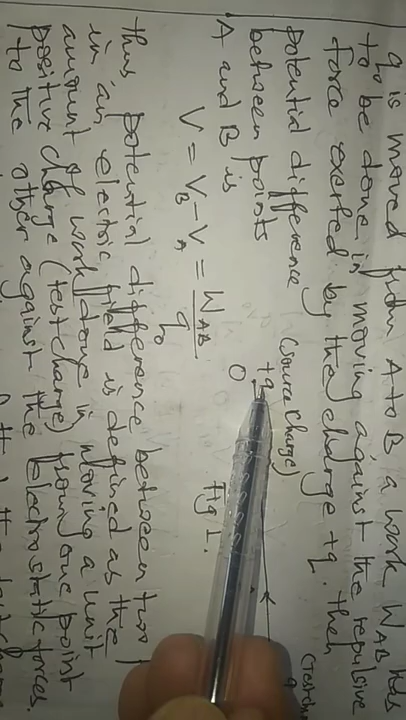 q is moved from A to B a work W_AB has
to be done in moving against the repulsive
force exerted by the charge +q. then
potential difference
between points
A and B is
V = V_B - V_A = W_AB / q_0
(source charge)
+q
O
Fig 1.
thus potential difference between two
in an electric field is defined as the
amount of work done in moving a unit
positive charge (test charge) from one point
to the other against the electrostatic forces.